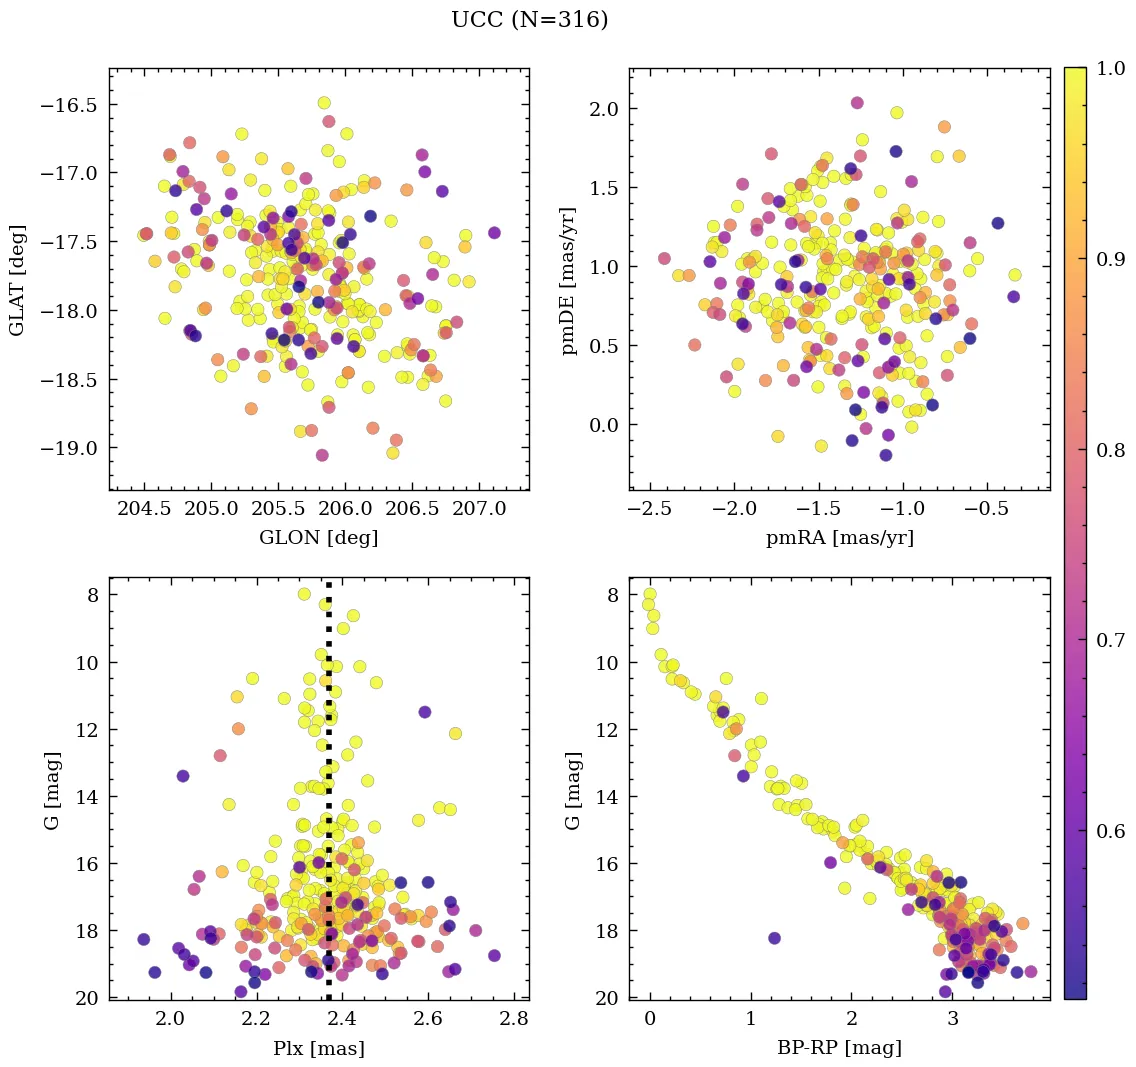 UCC (N=316)
−16.5
−17.0
−17.5
−18.0
−18.5
−19.0
GLAT [deg]
204.5 205.0 205.5 206.0 206.5 207.0
GLON [deg]
2.0
1.5
1.0
0.5
0.0
pmDE [mas/yr]
−2.5 −2.0 −1.5 −1.0 −0.5
pmRA [mas/yr]
8
10
12
14
16
18
20
G [mag]
2.0 2.2 2.4 2.6 2.8
Plx [mas]
8
10
12
14
16
18
20
G [mag]
0 1 2 3
BP-RP [mag]
1.0
0.9
0.8
0.7
0.6